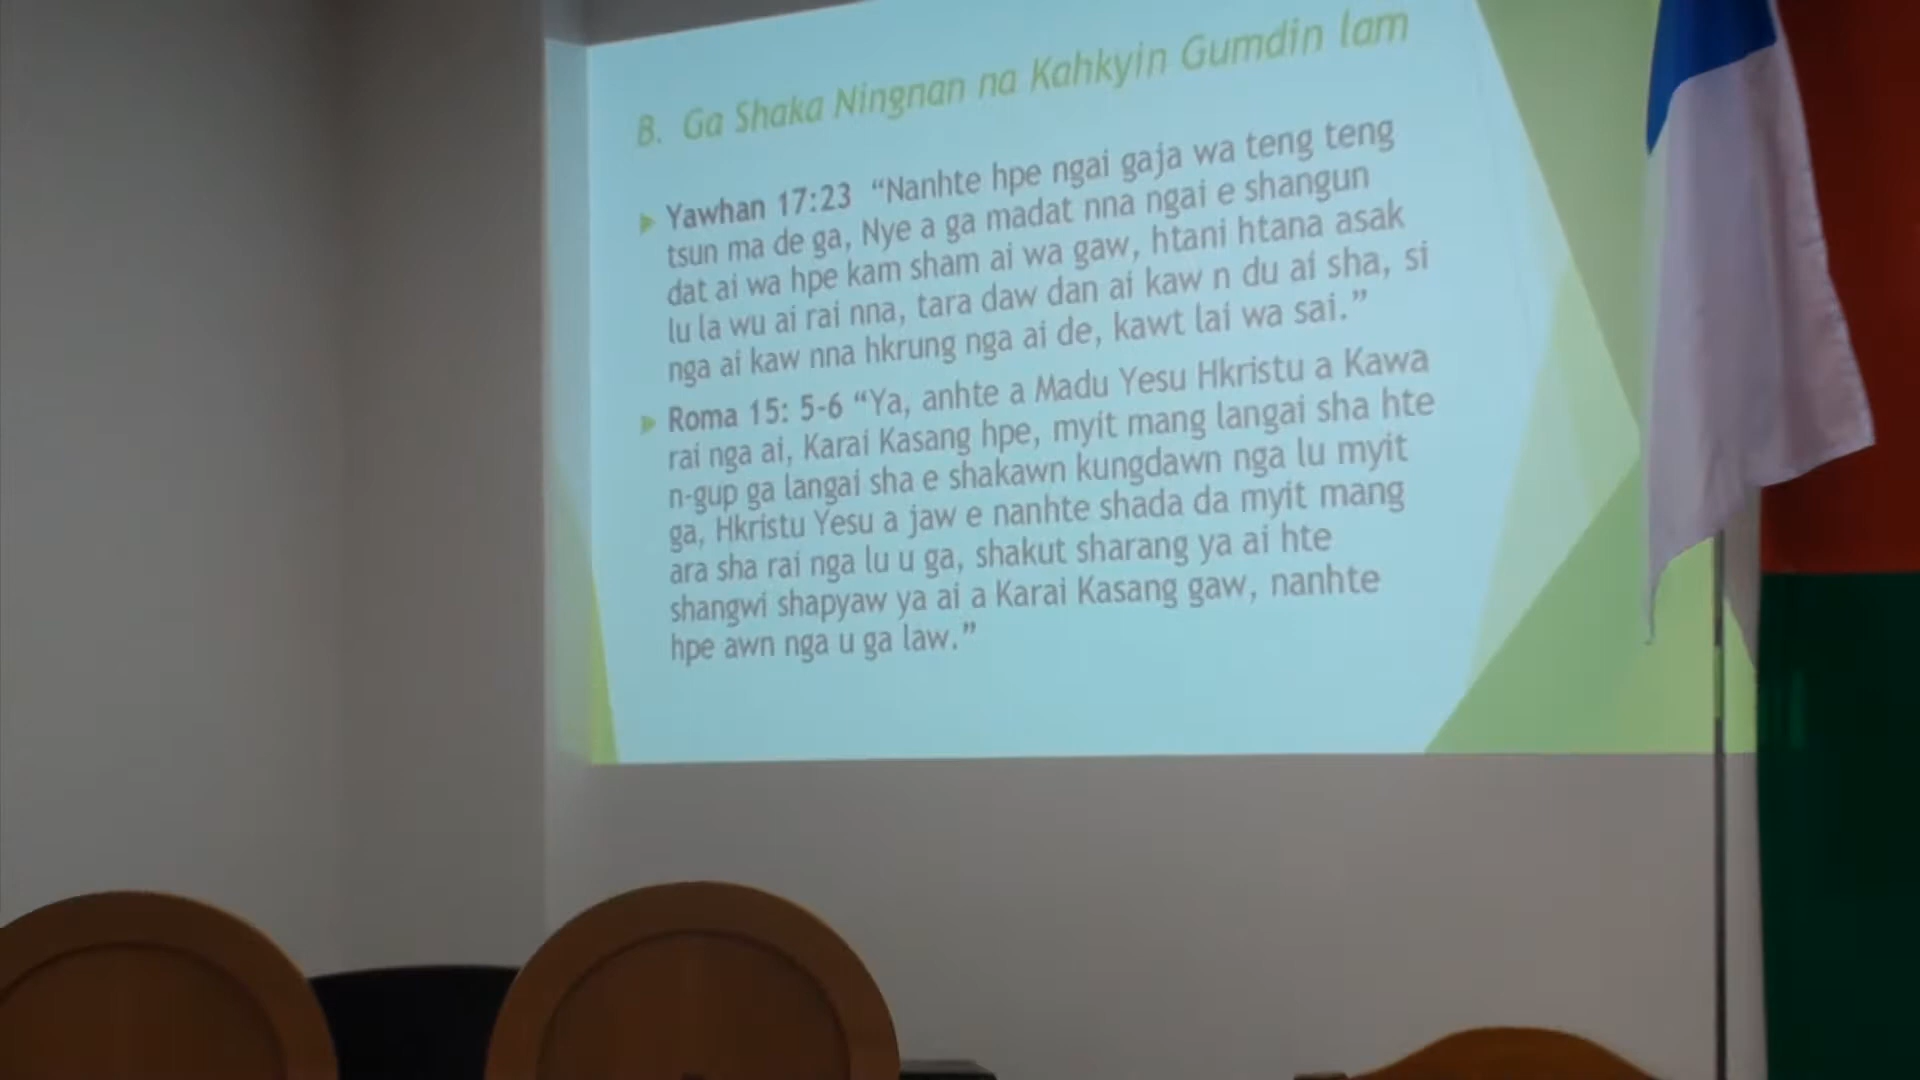 B. Ga Shaka Ningnan na Kahkyin Gumdin lam
Yawhan 17:23 “Nanhte hpe ngai gaja wa teng teng
tsun ma de ga, Nye a ga madat nna ngai e shangun
dat ai wa hpe kam sham ai wa gaw, htani htana asak
lu la wu ai rai nna, tara daw dan ai kaw n du ai sha, si
nga ai kaw nna hkrung nga ai de, kawt lai wa sai.”
Roma 15: 5-6 “Ya, anhte a Madu Yesu Hkristu a Kawa
rai nga ai, Karai Kasang hpe, myit mang langai sha hte
n-gup ga langai sha e shakawn kungdawn nga lu myit
ga, Hkristu Yesu a jaw e nanhte shada da myit mang
ara sha rai nga lu u ga, shakut sharang ya ai hte
shangwi shapyaw ya ai a Karai Kasang gaw, nanhte
hpe awn nga u ga law.”